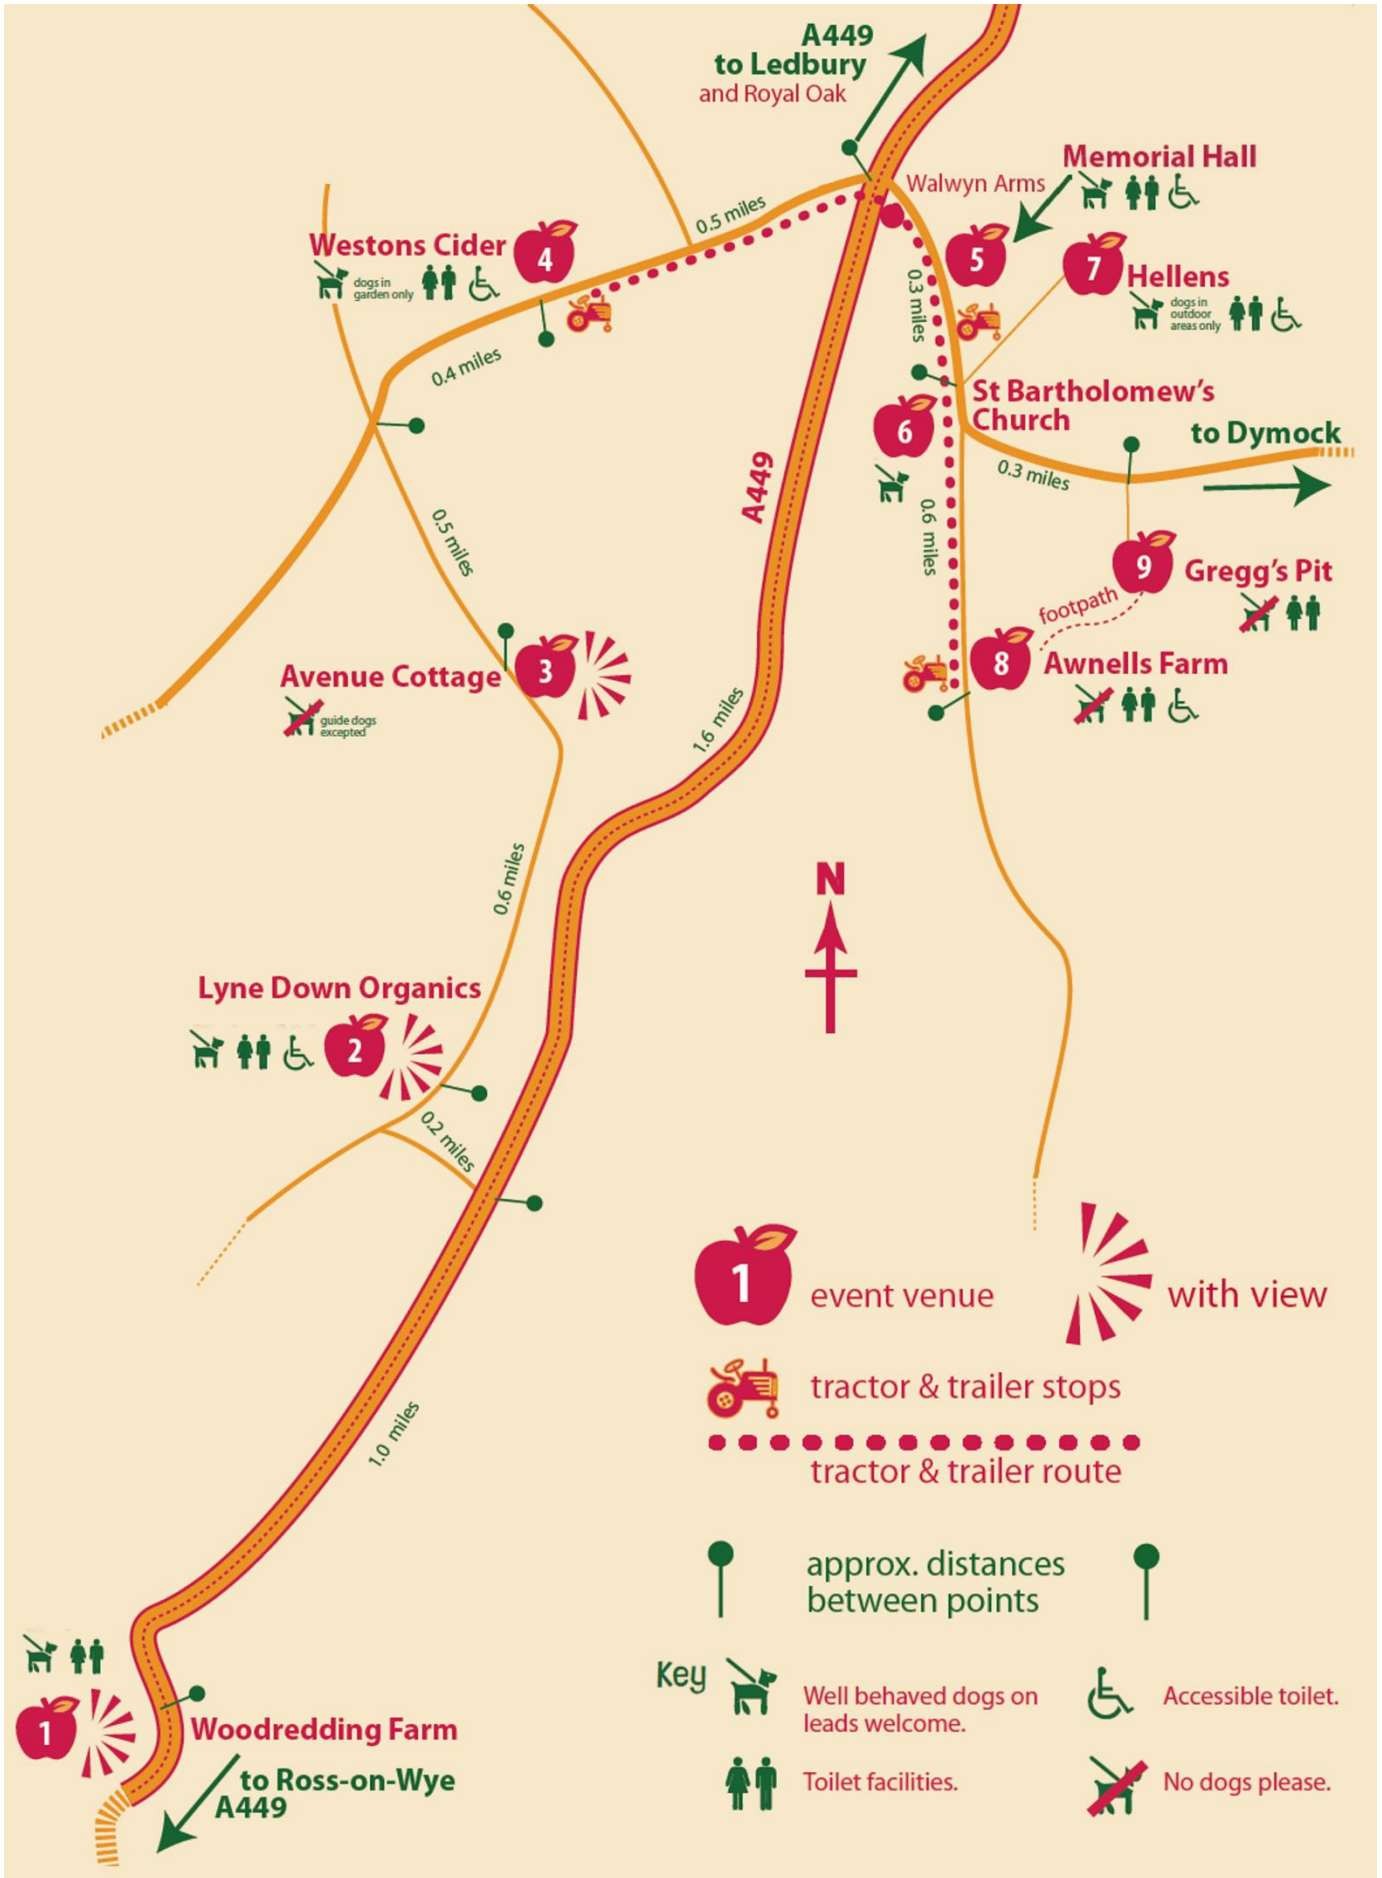 A449
to Ledbury
and Royal Oak
Memorial Hall
Walwyn Arms
0.5 miles
Westons Cider
4
dogs in
garden only
5
7
Hellens
dogs in
outdoor
areas only
0.3 miles
0.4 miles
St Bartholomew's
Church
6
to Dymock
0.3 miles
A449
0.5 miles
0.6 miles
9
Gregg's Pit
footpath
Avenue Cottage
3
guide dogs
excepted
8
Awnells Farm
1.6 miles
0.6 miles
N
Lyne Down Organics
2
0.2 miles
1
event venue
with view
tractor & trailer stops
tractor & trailer route
1.0 miles
approx. distances
between points
Key
Well behaved dogs on
leads welcome.
Accessible toilet.
Toilet facilities.
No dogs please.
1
Woodredding Farm
to Ross-on-Wye
A449